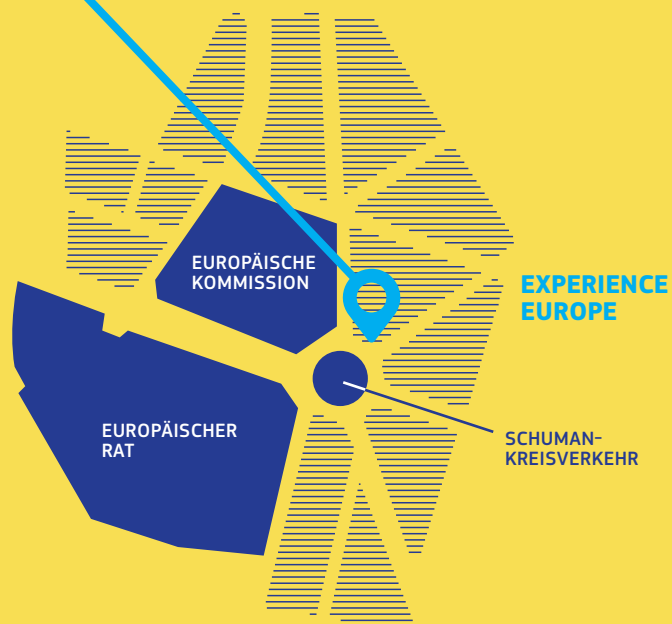 EUROPÄISCHE
KOMMISSION
EXPERIENCE
EUROPE
EUROPÄISCHER
RAT
SCHUMAN-
KREISVERKEHR